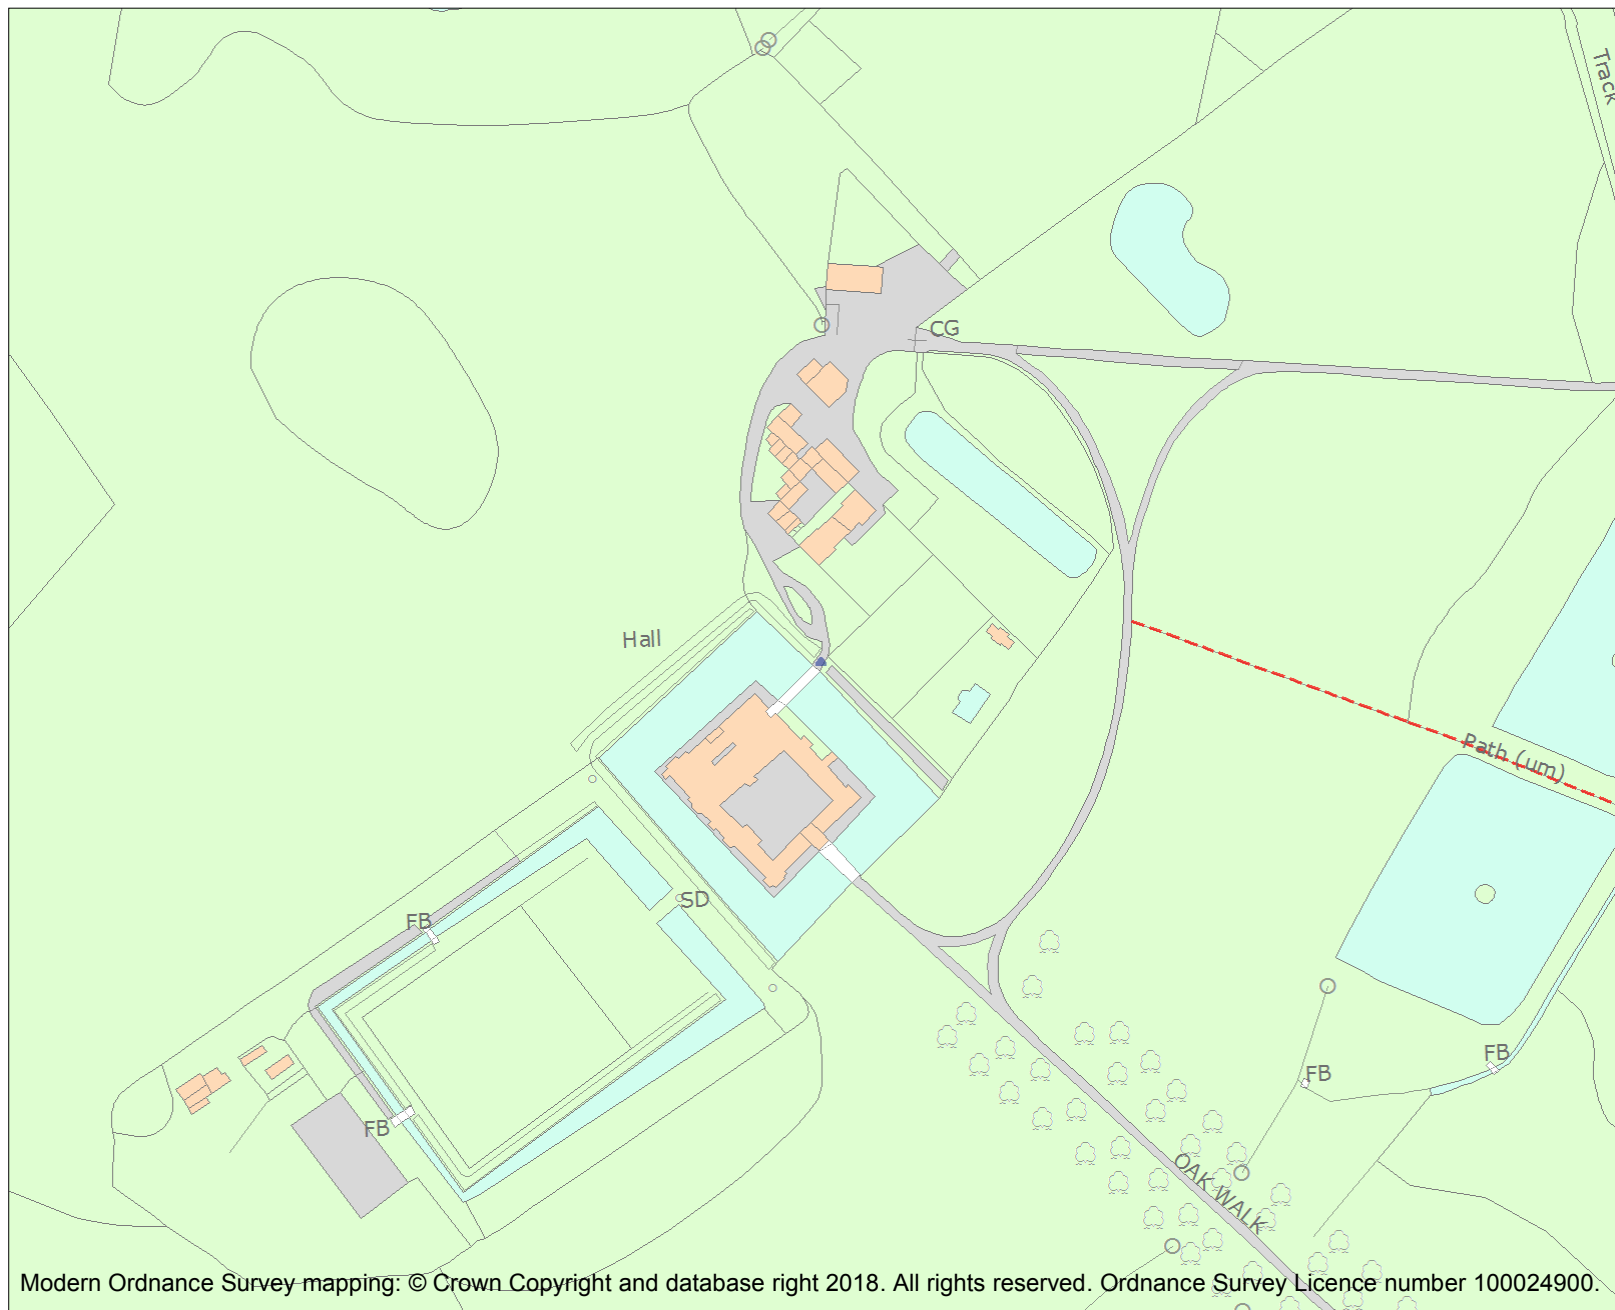 Track
CG
Hall
Path (um)
SD
FB
FB
FB
FB
OAK WALK
Modern Ordnance Survey mapping: © Crown Copyright and database right 2018. All rights reserved. Ordnance Survey Licence number 100024900.